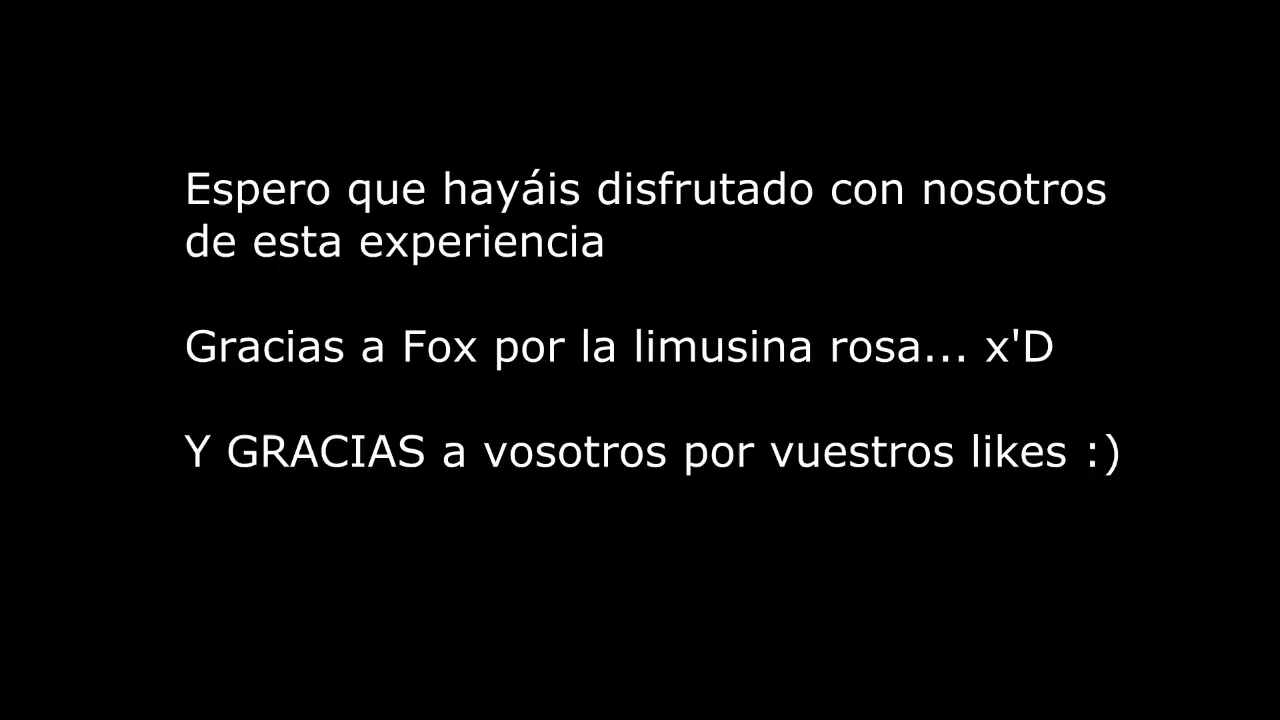 Espero que hayáis disfrutado con nosotros
de esta experiencia
Gracias a Fox por la limusina rosa... x'D
Y GRACIAS a vosotros por vuestros likes :)